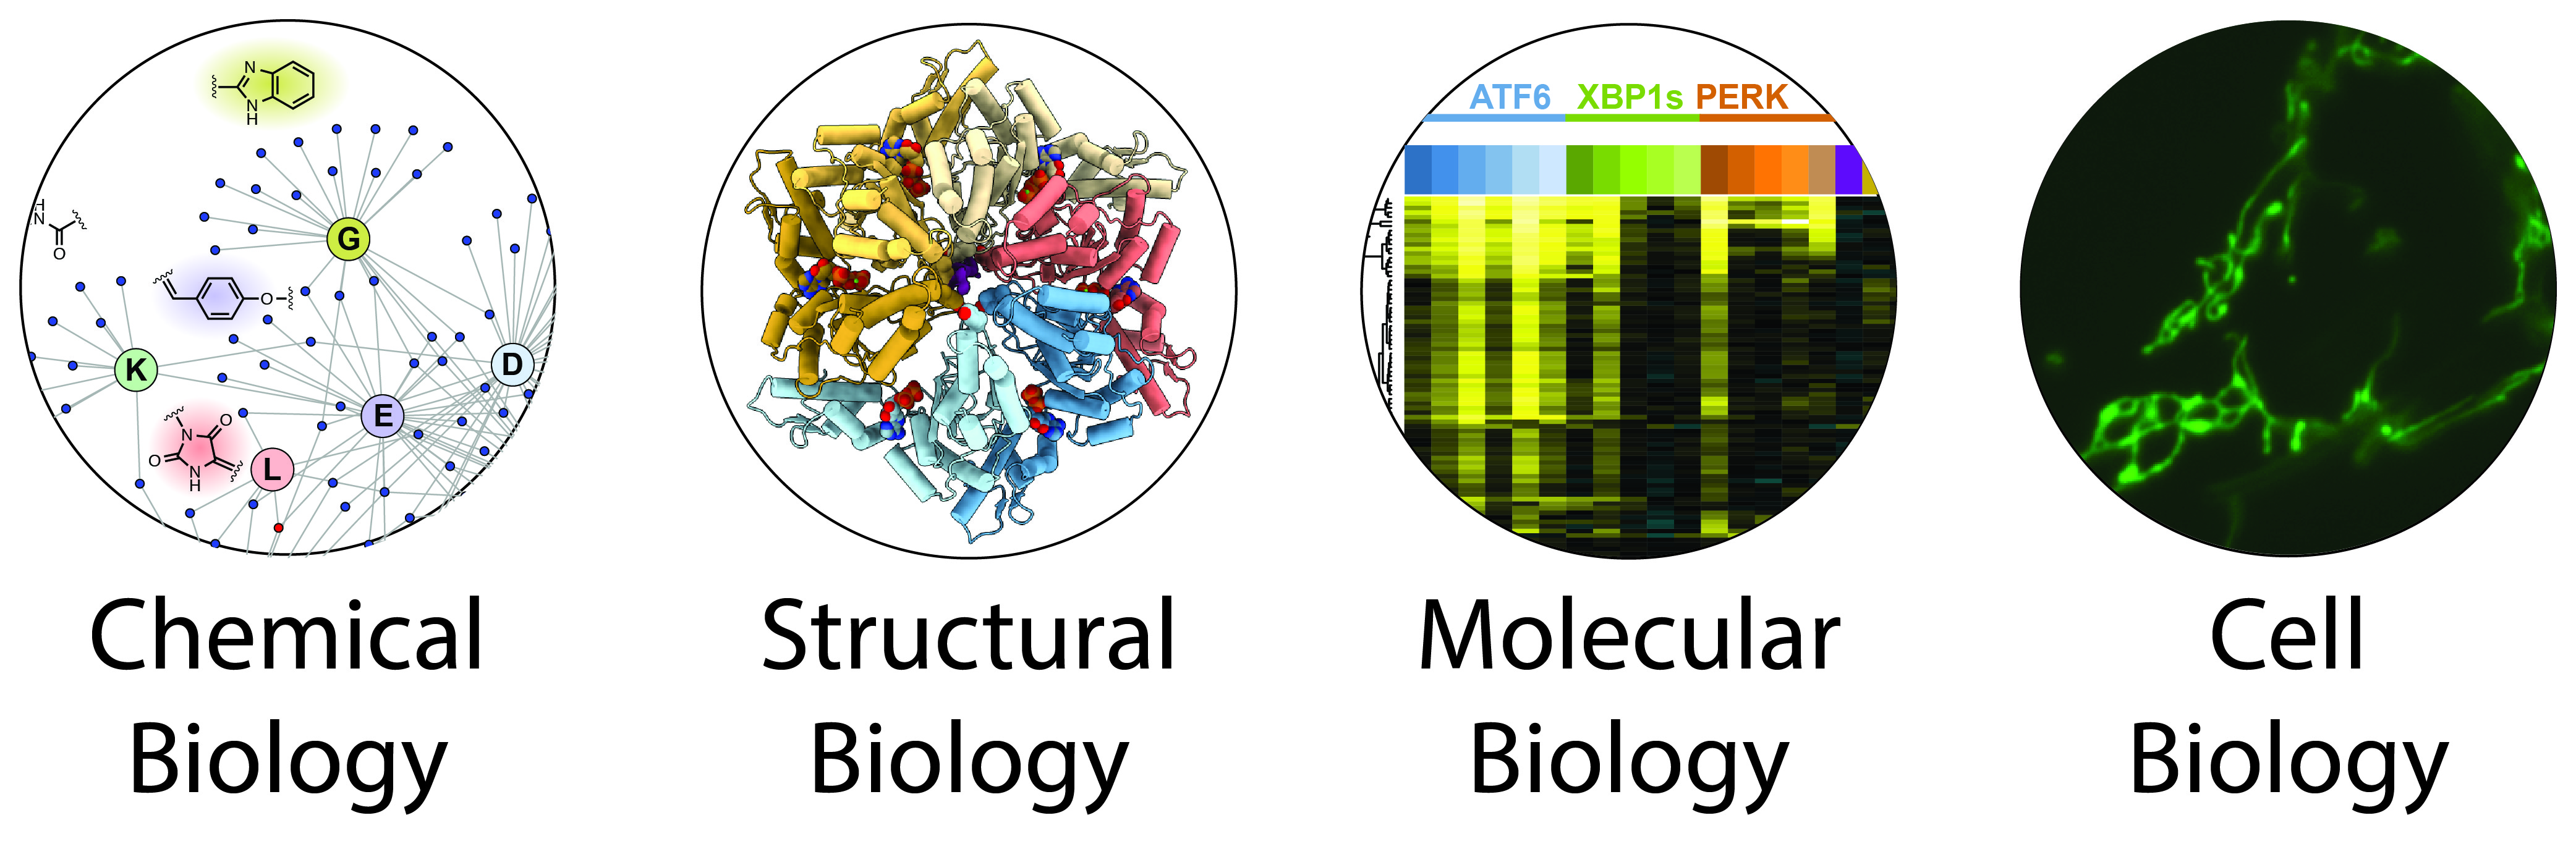 N
N
H
H
N
O
G
O
K
D
E
N
O
O
N
H
L
ATF6 XBP1s PERK
Chemical
Biology
Structural
Biology
Molecular
Biology
Cell
Biology